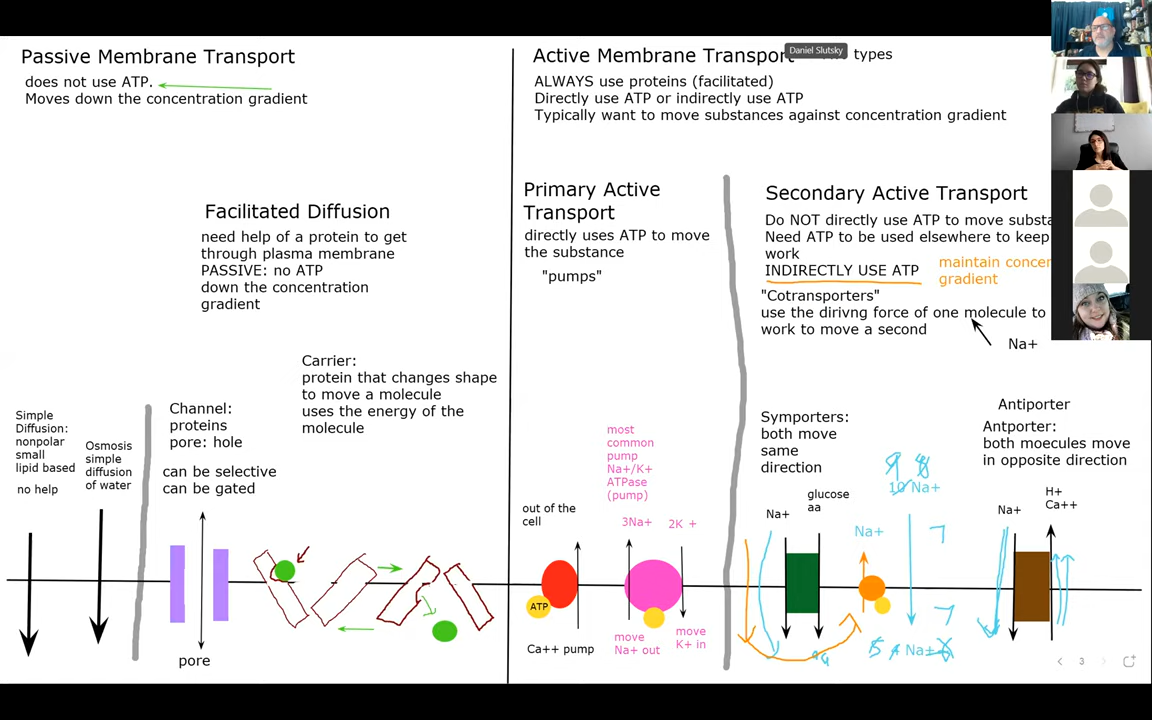 Passive Membrane Transport
does not use ATP.
Moves down the concentration gradient
Active Membrane Transport
types
Daniel Slutsky
ALWAYS use proteins (facilitated)
Directly use ATP or indirectly use ATP
Typically want to move substances against concentration gradient
Facilitated Diffusion
need help of a protein to get
through plasma membrane
PASSIVE: no ATP
down the concentration
gradient
Primary Active
Transport
directly uses ATP to move
the substance
"pumps"
Secondary Active Transport
Do NOT directly use ATP to move substa
Need ATP to be used elsewhere to keep
work
INDIRECTLY USE ATP
maintain concen
gradient
"Cotransporters"
use the dirivng force of one molecule to
work to move a second
Na+
Simple
Diffusion:
nonpolar
small
lipid based
no help
Osmosis
simple
diffusion
of water
Channel:
proteins
pore: hole
can be selective
can be gated
pore
Carrier:
protein that changes shape
to move a molecule
uses the energy of the
molecule
out of the
cell
ATP
Ca++ pump
most
common
pump
Na+/K+
ATPase
(pump)
3Na+
2K +
move
Na+ out
move
K+ in
Symporters:
both move
same
direction
Na+
glucose
aa
Na+
9 8
10 Na+
7
7
5 4 Na+ 6
Antiporter
Antporter:
both moecules move
in opposite direction
Na+
H+
Ca++
3